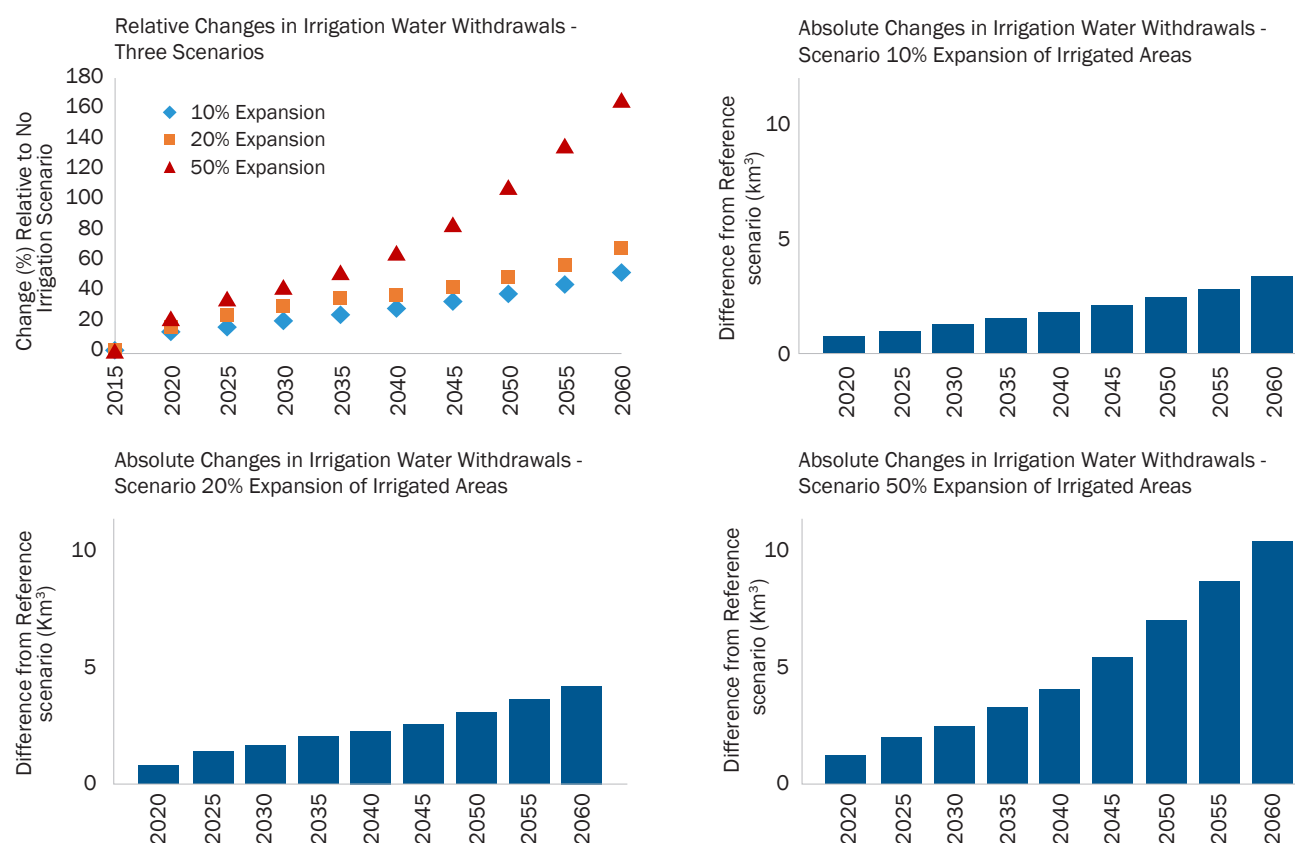 Relative Changes in Irrigation Water Withdrawals -
Three Scenarios
Change (%) Relative to No
Irrigation Scenario
180
160
140
120
100
80
60
40
20
0
10% Expansion
20% Expansion
50% Expansion
2015
2020
2025
2030
2035
2040
2045
2050
2055
2060
Absolute Changes in Irrigation Water Withdrawals -
Scenario 10% Expansion of Irrigated Areas
Difference from Reference
scenario (km³)
10
5
0
2020
2025
2030
2035
2040
2045
2050
2055
2060
Absolute Changes in Irrigation Water Withdrawals -
Scenario 20% Expansion of Irrigated Areas
Difference from Reference
scenario (Km³)
10
5
0
2020
2025
2030
2035
2040
2045
2050
2055
2060
Absolute Changes in Irrigation Water Withdrawals -
Scenario 50% Expansion of Irrigated Areas
Difference from Reference
scenario (Km³)
10
5
0
2020
2025
2030
2035
2040
2045
2050
2055
2060